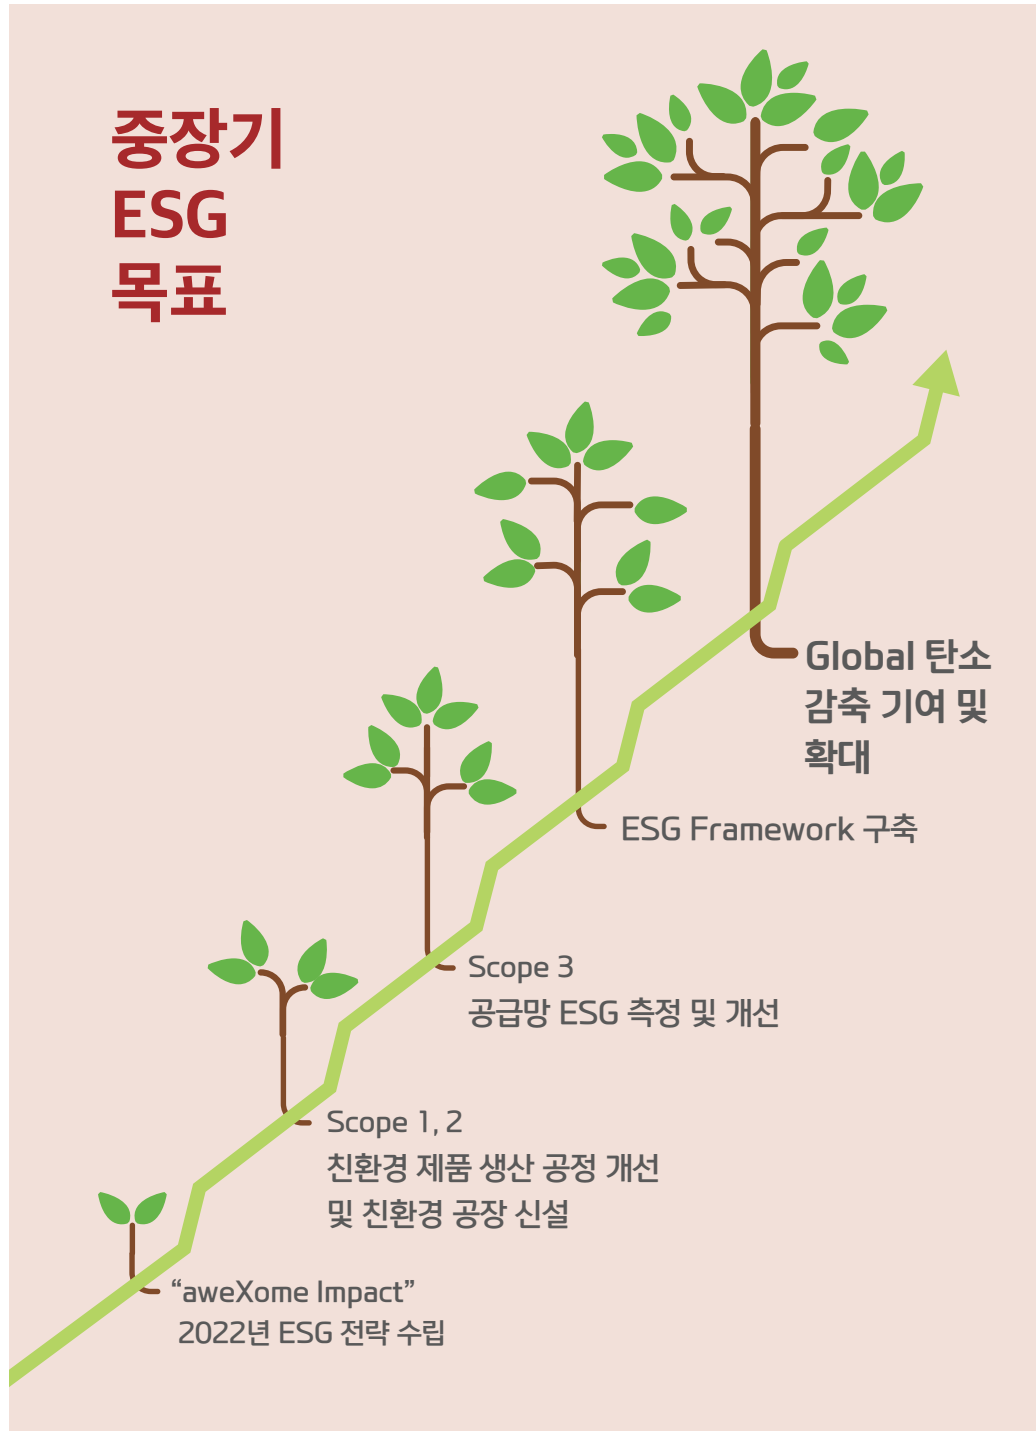 중장기
ESG
목표
Global 탄소
감축 기여 및
확대
ESG Framework 구축
Scope 3
공급망 ESG 측정 및 개선
Scope 1, 2
친환경 제품 생산 공정 개선
및 친환경 공장 신설
“aweXome Impact”
2022년 ESG 전략 수립